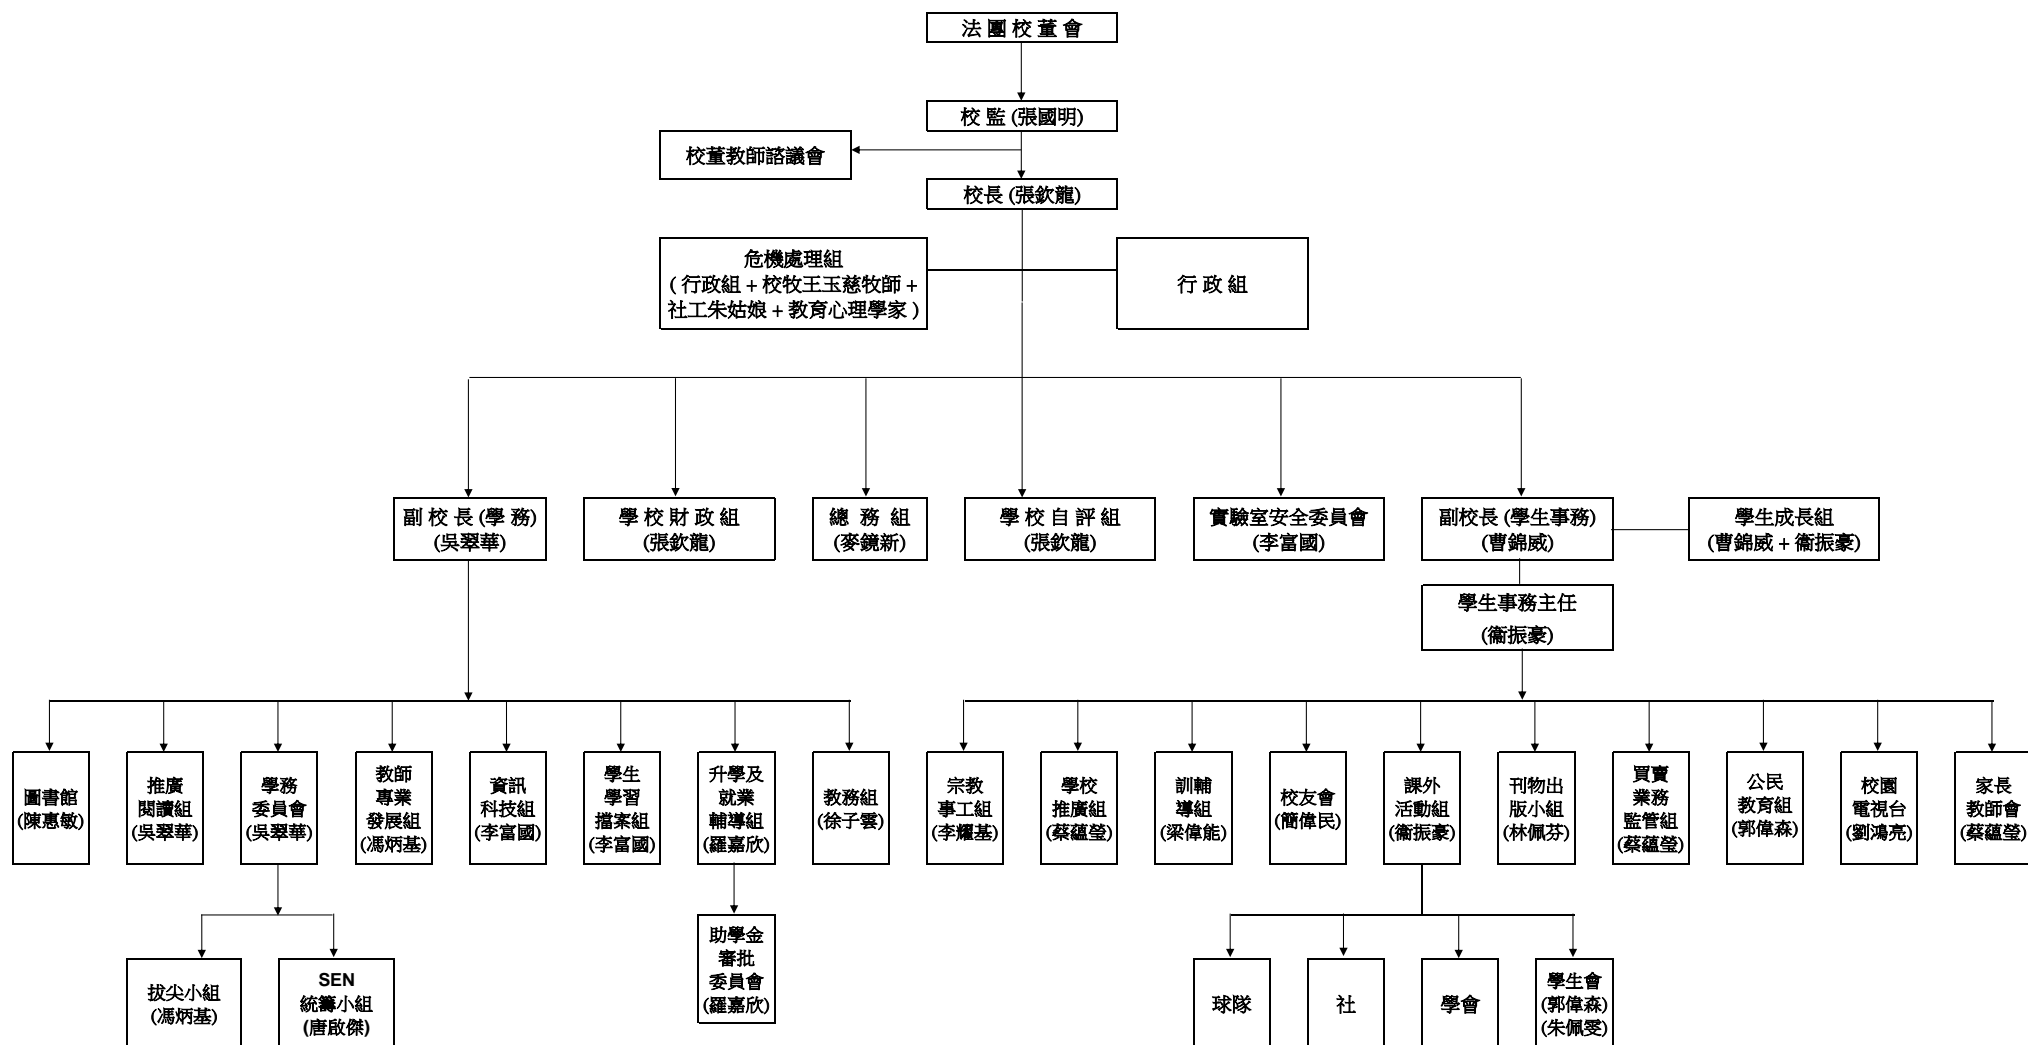 法 團 校 董 會
校 監 (張國明)
校董教師諮議會
校長 (張欽龍)
危機處理組
( 行政組 + 校牧王玉慈牧師 +
社工朱姑娘 + 教育心理學家 )
行 政 組
副 校 長 (學 務)
(吳翠華)
學 校 財 政 組
(張欽龍)
總 務 組
(麥鏡新)
學 校 自 評 組
(張欽龍)
實驗室安全委員會
(李富國)
副校長 (學生事務)
(曹錦威)
學生成長組
(曹錦威 + 衞振豪)
學生事務主任
(衞振豪)
圖書館
(陳惠敏)
推廣
閱讀組
(吳翠華)
學務
委員會
(吳翠華)
教師
專業
發展組
(馮炳基)
資訊
科技組
(李富國)
學生
學習
擋案組
(李富國)
升學及
就業
輔導組
(羅嘉欣)
教務組
(徐子雲)
宗教
事工組
(李耀基)
學校
推廣組
(蔡蘊瑩)
訓輔
導組
(梁偉能)
校友會
(簡偉民)
課外
活動組
(衞振豪)
刊物出
版小組
(林佩芬)
買賣
業務
監管組
(蔡蘊瑩)
公民
教育組
(郭偉森)
校園
電視台
(劉鴻亮)
家長
教師會
(蔡蘊瑩)
拔尖小組
(馮炳基)
SEN
統籌小組
(唐啟傑)
助學金
審批
委員會
(羅嘉欣)
球隊
社
學會
學生會
(郭偉森)
(朱佩雯)